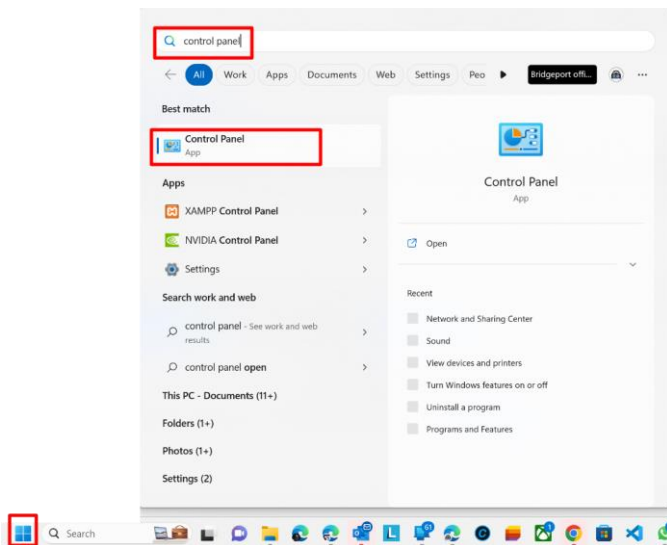 control panel
All Work Apps Documents Web Settings Peo Bridgeport offi...
Best match
Control Panel
App
Apps
XAMPP Control Panel
NVIDIA Control Panel
Settings
Search work and web
control panel - See work and web
results
control panel open
This PC - Documents (11+)
Folders (1+)
Photos (1+)
Settings (2)
Control Panel
App
Open
Recent
Network and Sharing Center
Sound
View devices and printers
Turn Windows features on or off
Uninstall a program
Programs and Features
Search